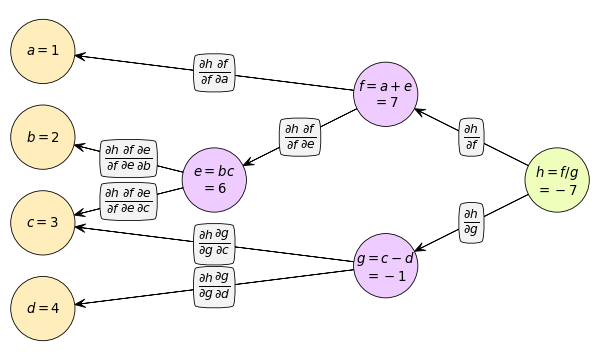 a = 1
b = 2
c = 3
d = 4
∂h ∂f
∂f ∂a
∂h ∂f ∂e
∂f ∂e ∂b
∂h ∂f ∂e
∂f ∂e ∂c
∂h ∂g
∂g ∂c
∂h ∂g
∂g ∂d
e = bc
= 6
∂h ∂f
∂f ∂e
f = a + e
= 7
g = c − d
= −1
∂h
∂f
∂h
∂g
h = f/g
= −7